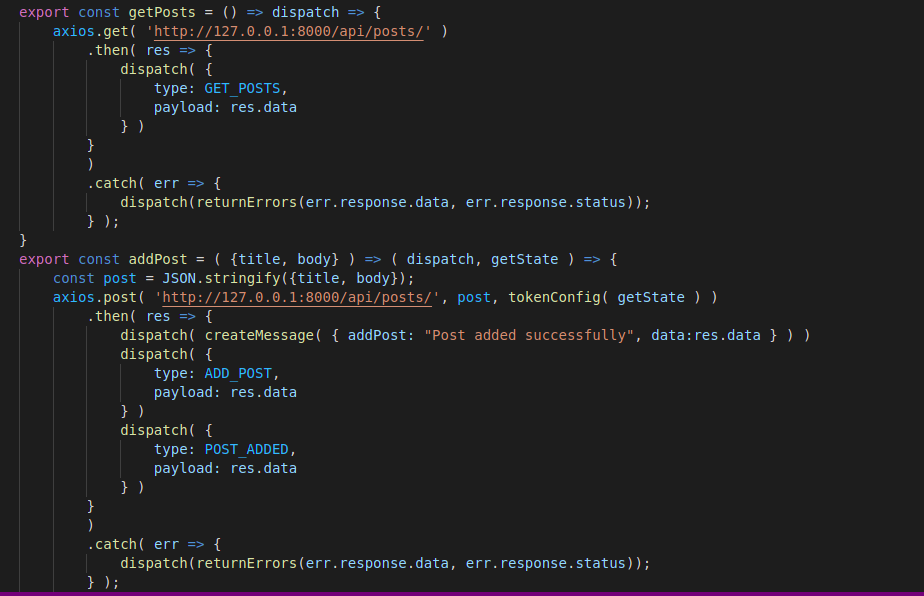 export const getPosts = () => dispatch => {
    axios.get( 'http://127.0.0.1:8000/api/posts/' )
        .then( res => {
            dispatch( {
                type: GET_POSTS,
                payload: res.data
            } )
        }
        )
        .catch( err => {
            dispatch(returnErrors(err.response.data, err.response.status));
        } );
}
export const addPost = ( {title, body} ) => ( dispatch, getState ) => {
    const post = JSON.stringify({title, body});
    axios.post( 'http://127.0.0.1:8000/api/posts/', post, tokenConfig( getState ) )
        .then( res => {
            dispatch( createMessage( { addPost: "Post added successfully", data:res.data } ) )
            dispatch( {
                type: ADD_POST,
                payload: res.data
            } )
            dispatch( {
                type: POST_ADDED,
                payload: res.data
            } )
        }
        )
        .catch( err => {
            dispatch(returnErrors(err.response.data, err.response.status));
        } );